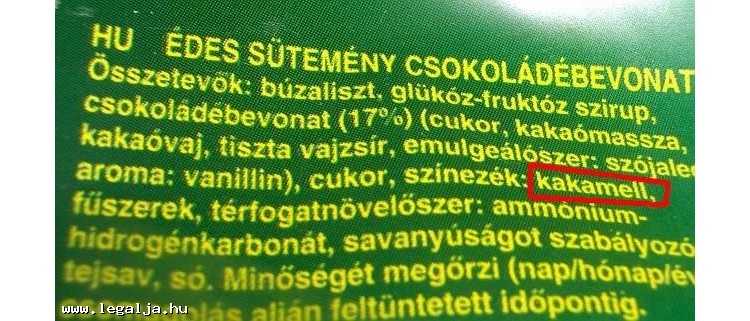 HU ÉDES SÜTEMÉNY CSOKOLÁDÉBEVONAT
Összetevők: búzaliszt, glükóz-fruktóz szirup,
csokoládébevonat (17%) (cukor, kakaómassza,
kakaóvaj, tiszta vajzsír, emulgeálószer: szójalec
aroma: vanillin), cukor, színezék: kakamell,
fűszerek, térfogatnövelőszer: ammónium-
hidrogénkarbonát, savanyúságot szabályozó
tejsav, só. Minőségét megőrzi (nap/hónap/év
alján feltüntetett időpontig.
www.legalja.hu